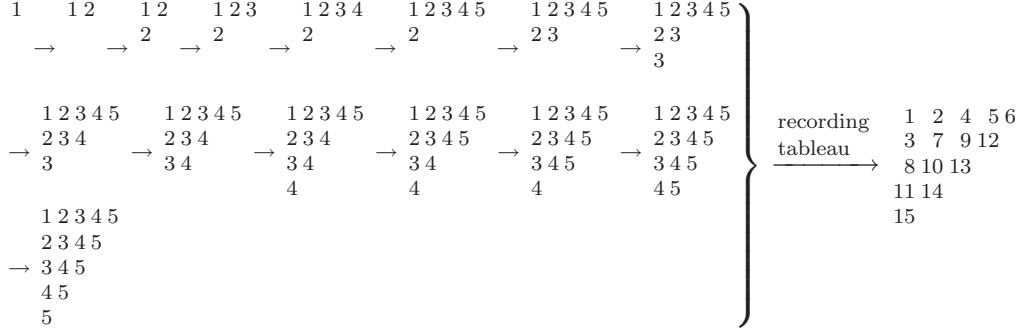 1 1 2 1 2 1 2 3 1 2 3 4 1 2 3 4 5 1 2 3 4 5 1 2 3 4 5
2 2 2 2 2 3 2 3
→ → → → → → →
3
1 2 3 4 5 1 2 3 4 5 1 2 3 4 5 1 2 3 4 5 1 2 3 4 5 1 2 3 4 5
2 3 4 2 3 4 2 3 4 2 3 4 5 2 3 4 5 2 3 4 5
→ 3 → 3 4 → 3 4 → 3 4 → 3 4 5 → 3 4 5
4 4 4 4 5
1 2 3 4 5
2 3 4 5
→ 3 4 5
4 5
5
recording
tableau
→
1 2 4 5 6
3 7 9 12
8 10 13
11 14
15